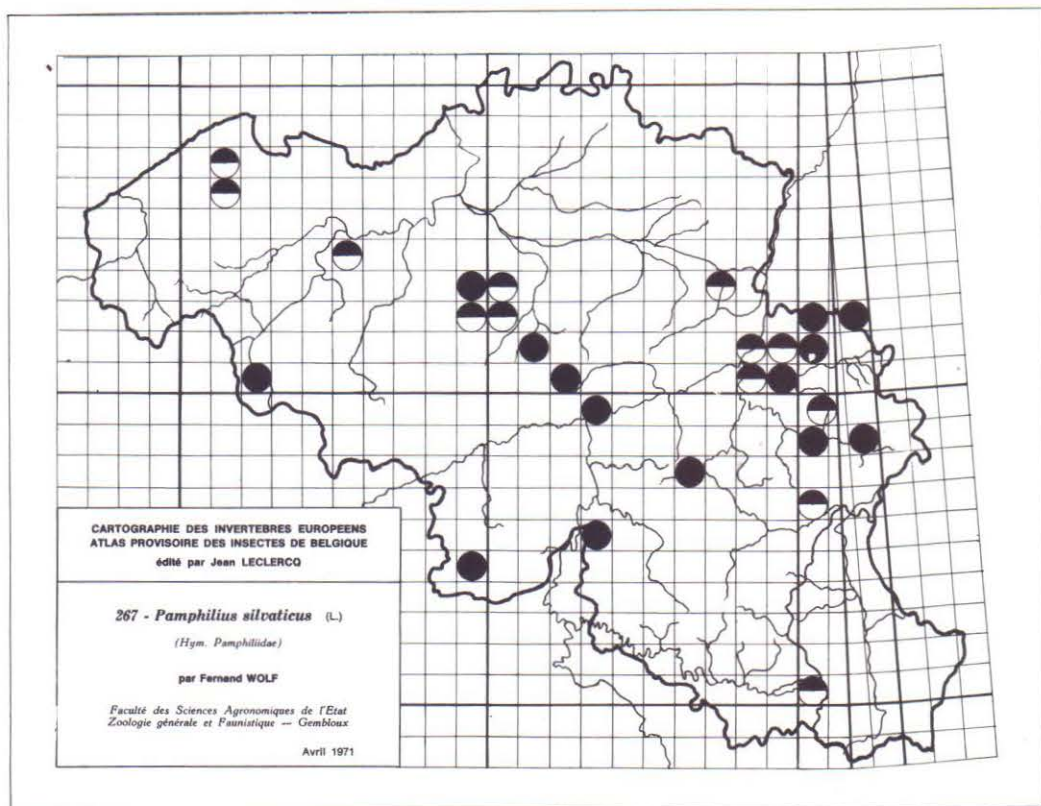 CARTOGRAPHIE DES INVERTEBRES EUROPEENS
ATLAS PROVISOIRE DES INSECTES DE BELGIQUE
édité par Jean LECLERCQ
267 - Pamphilius silvaticus (L.)
(Hym. Pamphiliidae)
par Fernand WOLF
Faculté des Sciences Agronomiques de l'Etat
Zoologie générale et Faunistique — Gembloux
Avril 1971